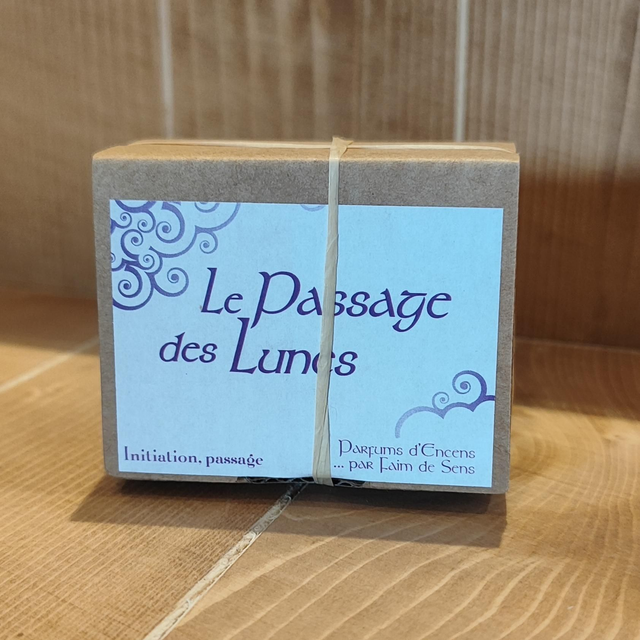 Le Passage
des Lunes
Initiation, passage
Parfums d'Encens
... par Faim de Sens